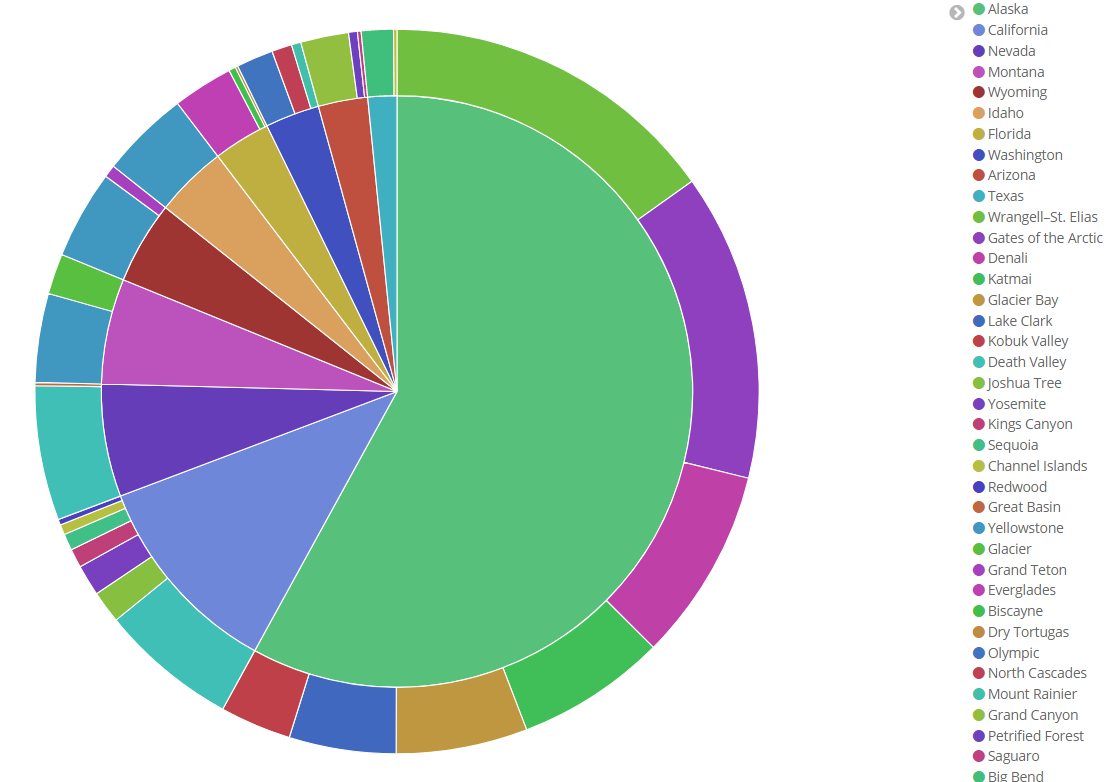 Alaska
California
Nevada
Montana
Wyoming
Idaho
Florida
Washington
Arizona
Texas
Wrangell–St. Elias
Gates of the Arctic
Denali
Katmai
Glacier Bay
Lake Clark
Kobuk Valley
Death Valley
Joshua Tree
Yosemite
Kings Canyon
Sequoia
Channel Islands
Redwood
Great Basin
Yellowstone
Glacier
Grand Teton
Everglades
Biscayne
Dry Tortugas
Olympic
North Cascades
Mount Rainier
Grand Canyon
Petrified Forest
Saguaro
Big Bend